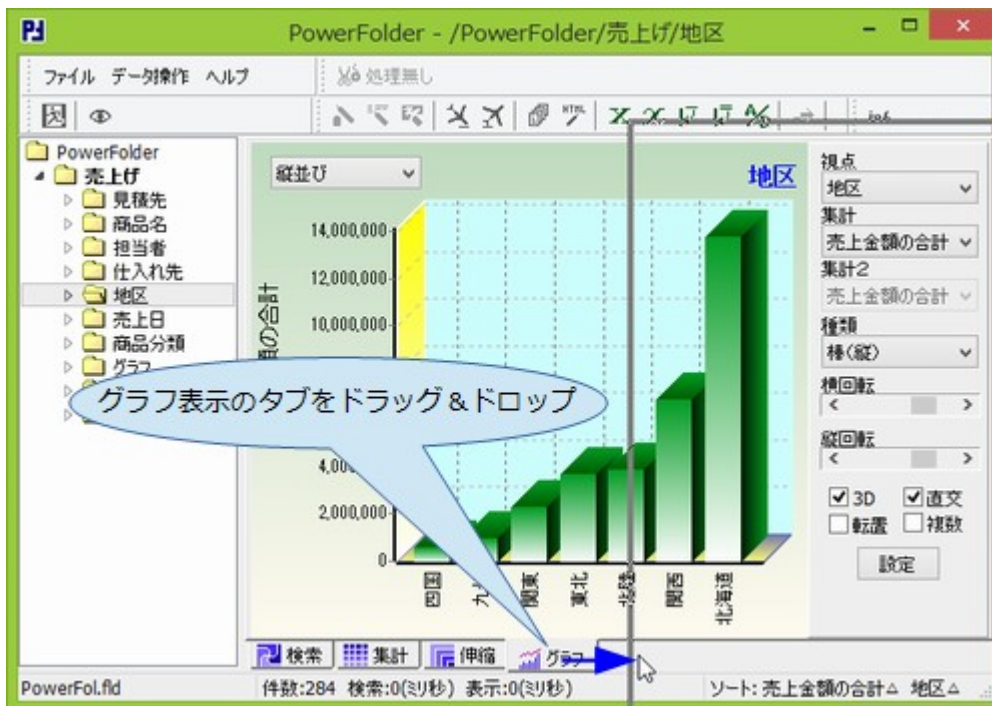 PowerFolder - /PowerFolder/売上げ/地区
ファイル データ操作 ヘルプ
処理無し
PowerFolder
売上げ
見積先
商品名
担当者
仕入れ先
地区
売上日
商品分類
グラフ
縦並び
地区
14,000,000
12,000,000
10,000,000
2,000,000
0
の合計
四国
関東
東北
北陸
関西
北海道
グラフ表示のタブをドラッグ&ドロップ
視点
地区
集計
売上金額の合計
集計2
売上金額の合計
種類
棒(縦)
横回転
縦回転
3D 直交
転置 複数
設定
検索 集計 伸縮 グラフ
PowerFol.fld
件数:284 検索:0(ミリ秒) 表示:0(ミリ秒)
ソート: 売上金額の合計△ 地区△